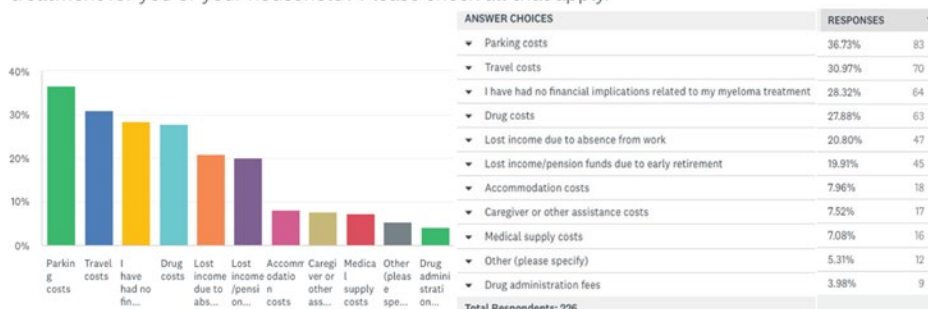 treatment for you or your household? Please check all that apply.
ANSWER CHOICES RESPONSES
Parking costs 36.73% 83
Travel costs 30.97% 70
I have had no financial implications related to my myeloma treatment 28.32% 64
Drug costs 27.88% 63
Lost income due to absence from work 20.80% 47
Lost income/pension funds due to early retirement 19.91% 45
Accommodation costs 7.96% 18
Caregiver or other assistance costs 7.52% 17
Medical supply costs 7.08% 16
Other (please specify) 5.31% 12
Drug administration fees 3.98% 9
Total Respondents: 226
40%
30%
20%
10%
0%
Parkin
g
costs
Travel
costs
I
have
had no
fin...
Drug
costs
Lost
income
due to
abs...
Lost
income
/pensi
on...
Accomm
odatio
n
costs
Caregi
ver or
other
ass...
Medica
l
supply
costs
Other
(pleas
e
spe...
Drug
admini
strati
on...